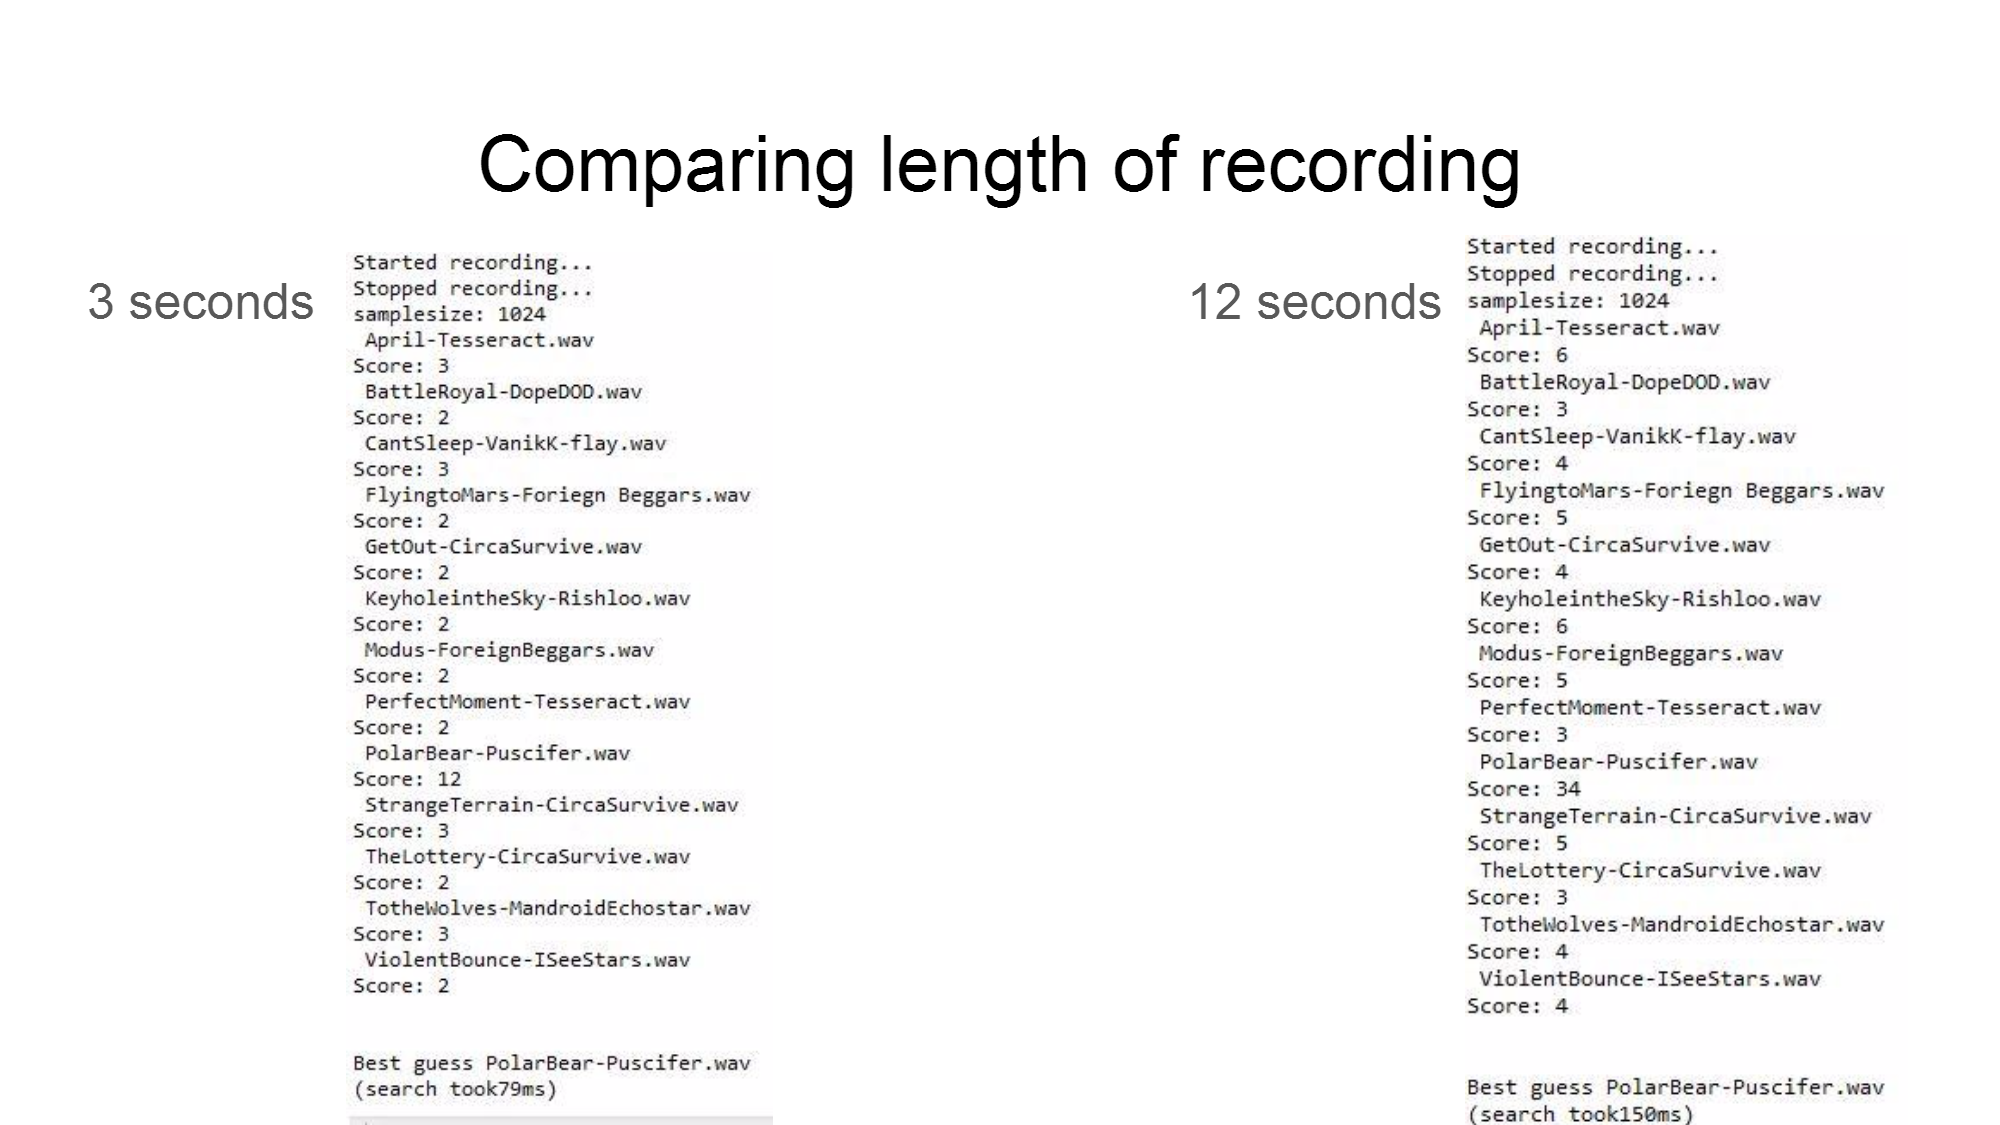 Comparing length of recording
3 seconds
Started recording...
Stopped recording...
samplesize: 1024
April-Tesseract.wav
Score: 3
BattleRoyal-DopeDOD.wav
Score: 2
CantSleep-VanikK-flay.wav
Score: 3
FlyingtoMars-Foriegn Beggars.wav
Score: 2
GetOut-CircaSurvive.wav
Score: 2
KeyholeintheSky-Rishloo.wav
Score: 2
Modus-ForeignBeggars.wav
Score: 2
PerfectMoment-Tesseract.wav
Score: 2
PolarBear-Puscifer.wav
Score: 12
StrangeTerrain-CircaSurvive.wav
Score: 3
TheLottery-CircaSurvive.wav
Score: 2
TotheWolves-MandroidEchostar.wav
Score: 3
ViolentBounce-ISeeStars.wav
Score: 2
Best guess PolarBear-Puscifer.wav
(search took79ms)
12 seconds
Started recording...
Stopped recording...
samplesize: 1024
April-Tesseract.wav
Score: 6
BattleRoyal-DopeDOD.wav
Score: 3
CantSleep-VanikK-flay.wav
Score: 4
FlyingtoMars-Foriegn Beggars.wav
Score: 5
GetOut-CircaSurvive.wav
Score: 4
KeyholeintheSky-Rishloo.wav
Score: 6
Modus-ForeignBeggars.wav
Score: 5
PerfectMoment-Tesseract.wav
Score: 3
PolarBear-Puscifer.wav
Score: 34
StrangeTerrain-CircaSurvive.wav
Score: 5
TheLottery-CircaSurvive.wav
Score: 3
TotheWolves-MandroidEchostar.wav
Score: 4
ViolentBounce-ISeeStars.wav
Score: 4
Best guess PolarBear-Puscifer.wav
(search took150ms)